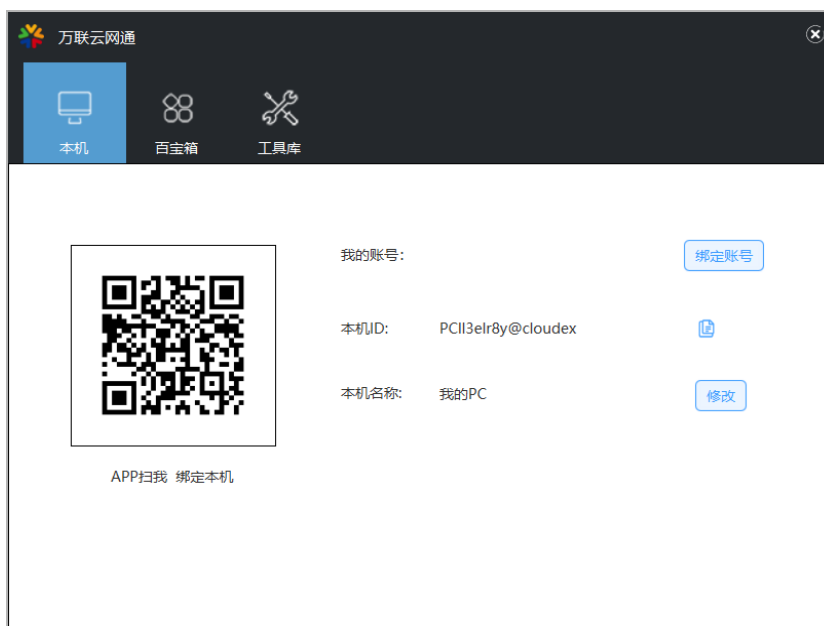 万联云网通
本机
百宝箱
工具库
我的账号：
绑定账号
本机ID:
PCII3elr8y@cloudex
本机名称:
我的PC
修改
APP扫我 绑定本机